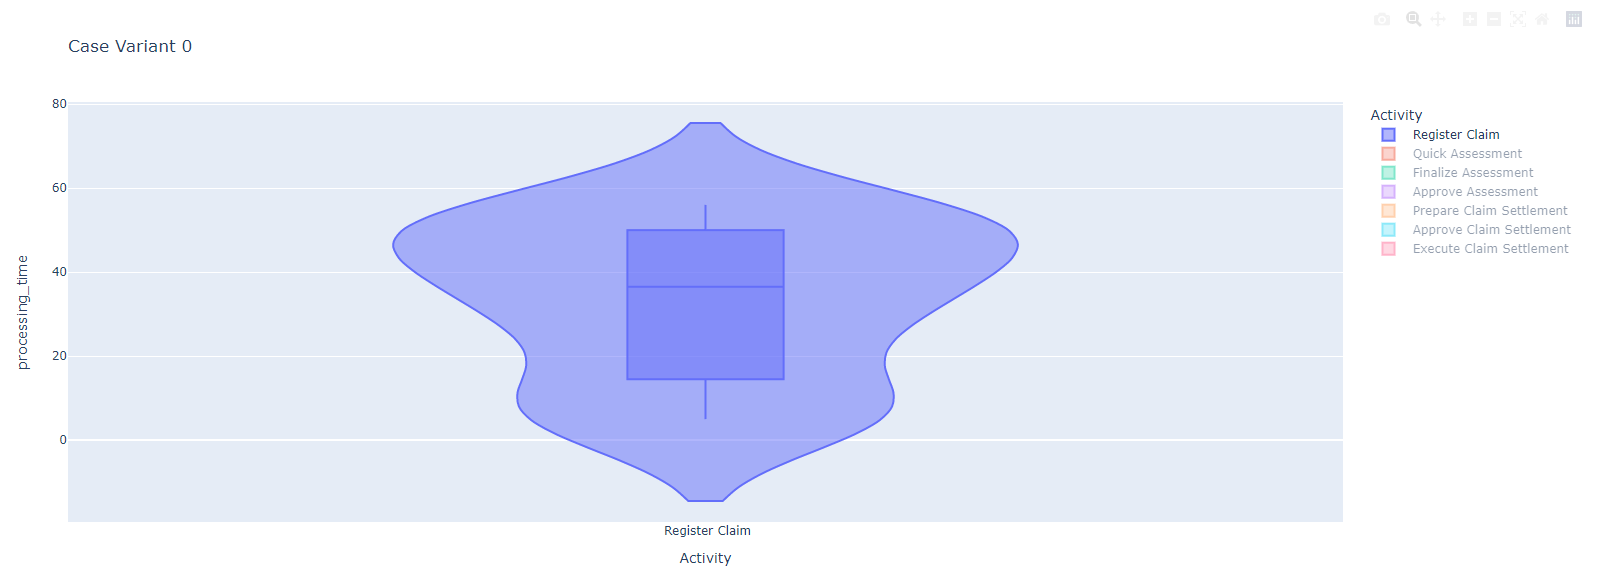 Case Variant 0
80
60
40
20
0
processing_time
Register Claim
Activity
Activity
Register Claim
Quick Assessment
Finalize Assessment
Approve Assessment
Prepare Claim Settlement
Approve Claim Settlement
Execute Claim Settlement